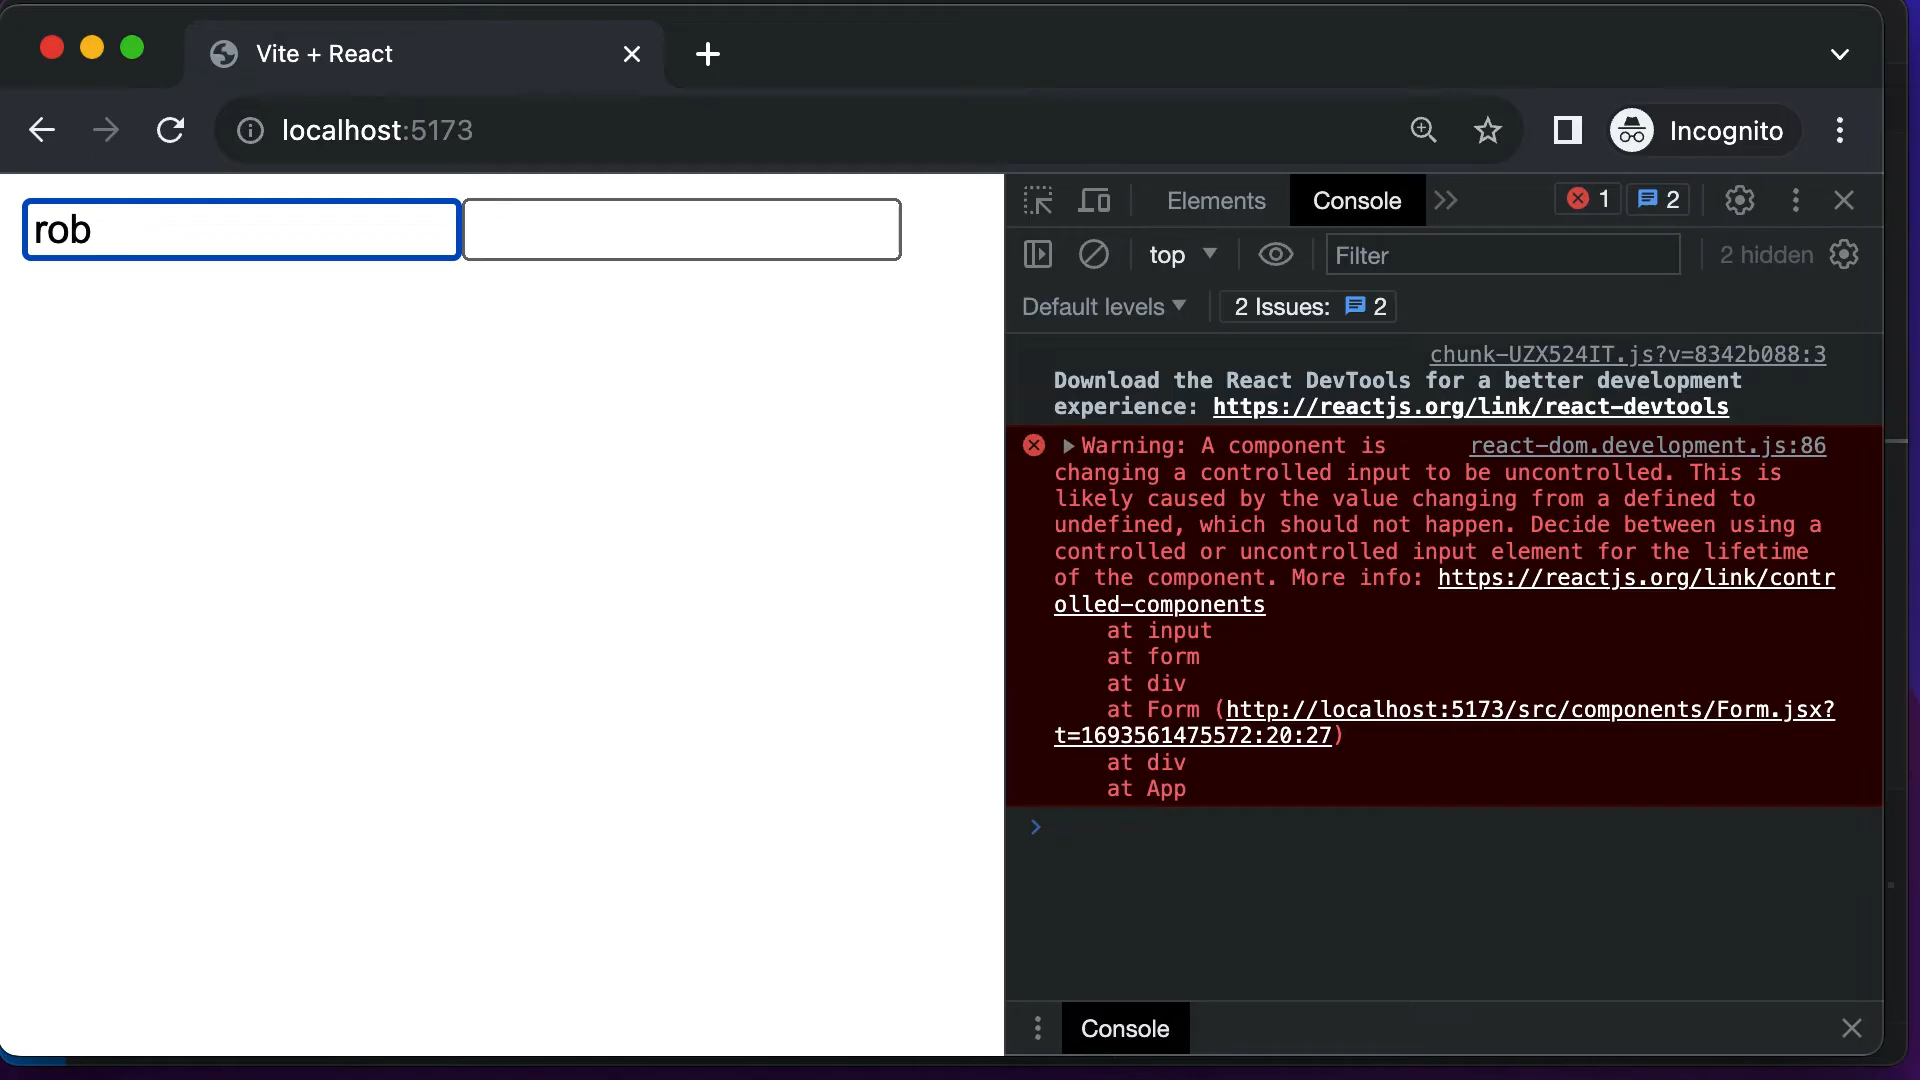 Vite + React
localhost:5173
Incognito
rob
Elements
Console
1
2
top
Filter
2 hidden
Default levels
2 Issues:
2
chunk-UZX524IT.js?v=8342b088:3
Download the React DevTools for a better development
experience: https://reactjs.org/link/react-devtools
Warning: A component is
react-dom.development.js:86
changing a controlled input to be uncontrolled. This is
likely caused by the value changing from a defined to
undefined, which should not happen. Decide between using a
controlled or uncontrolled input element for the lifetime
of the component. More info: https://reactjs.org/link/contr
olled-components
at input
at form
at div
at Form (http://localhost:5173/src/components/Form.jsx?
t=1693561475572:20:27)
at div
at App
Console